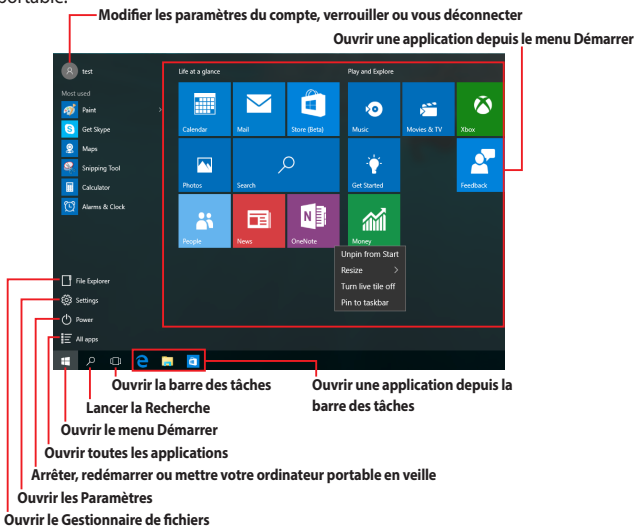 portable.
Modifier les paramètres du compte, verrouiller ou vous déconnecter
Ouvrir une application depuis le menu Démarrer
test
Life at a glance
Play and Explore
Most used
Paint
Get Skype
Maps
Snipping Tool
Calculator
Alarms & Clock
Calendar
Mail
Store (Beta)
Music
Movies & TV
Xbox
Photos
Search
Get Started
Feedback
People
News
OneNote
Money
Unpin from Start
Resize
Turn live tile off
Pin to taskbar
File Explorer
Settings
Power
All apps
Ouvrir la barre des tâches
Ouvrir une application depuis la
barre des tâches
Lancer la Recherche
Ouvrir le menu Démarrer
Ouvrir toutes les applications
Arrêter, redémarrer ou mettre votre ordinateur portable en veille
Ouvrir les Paramètres
Ouvrir le Gestionnaire de fichiers